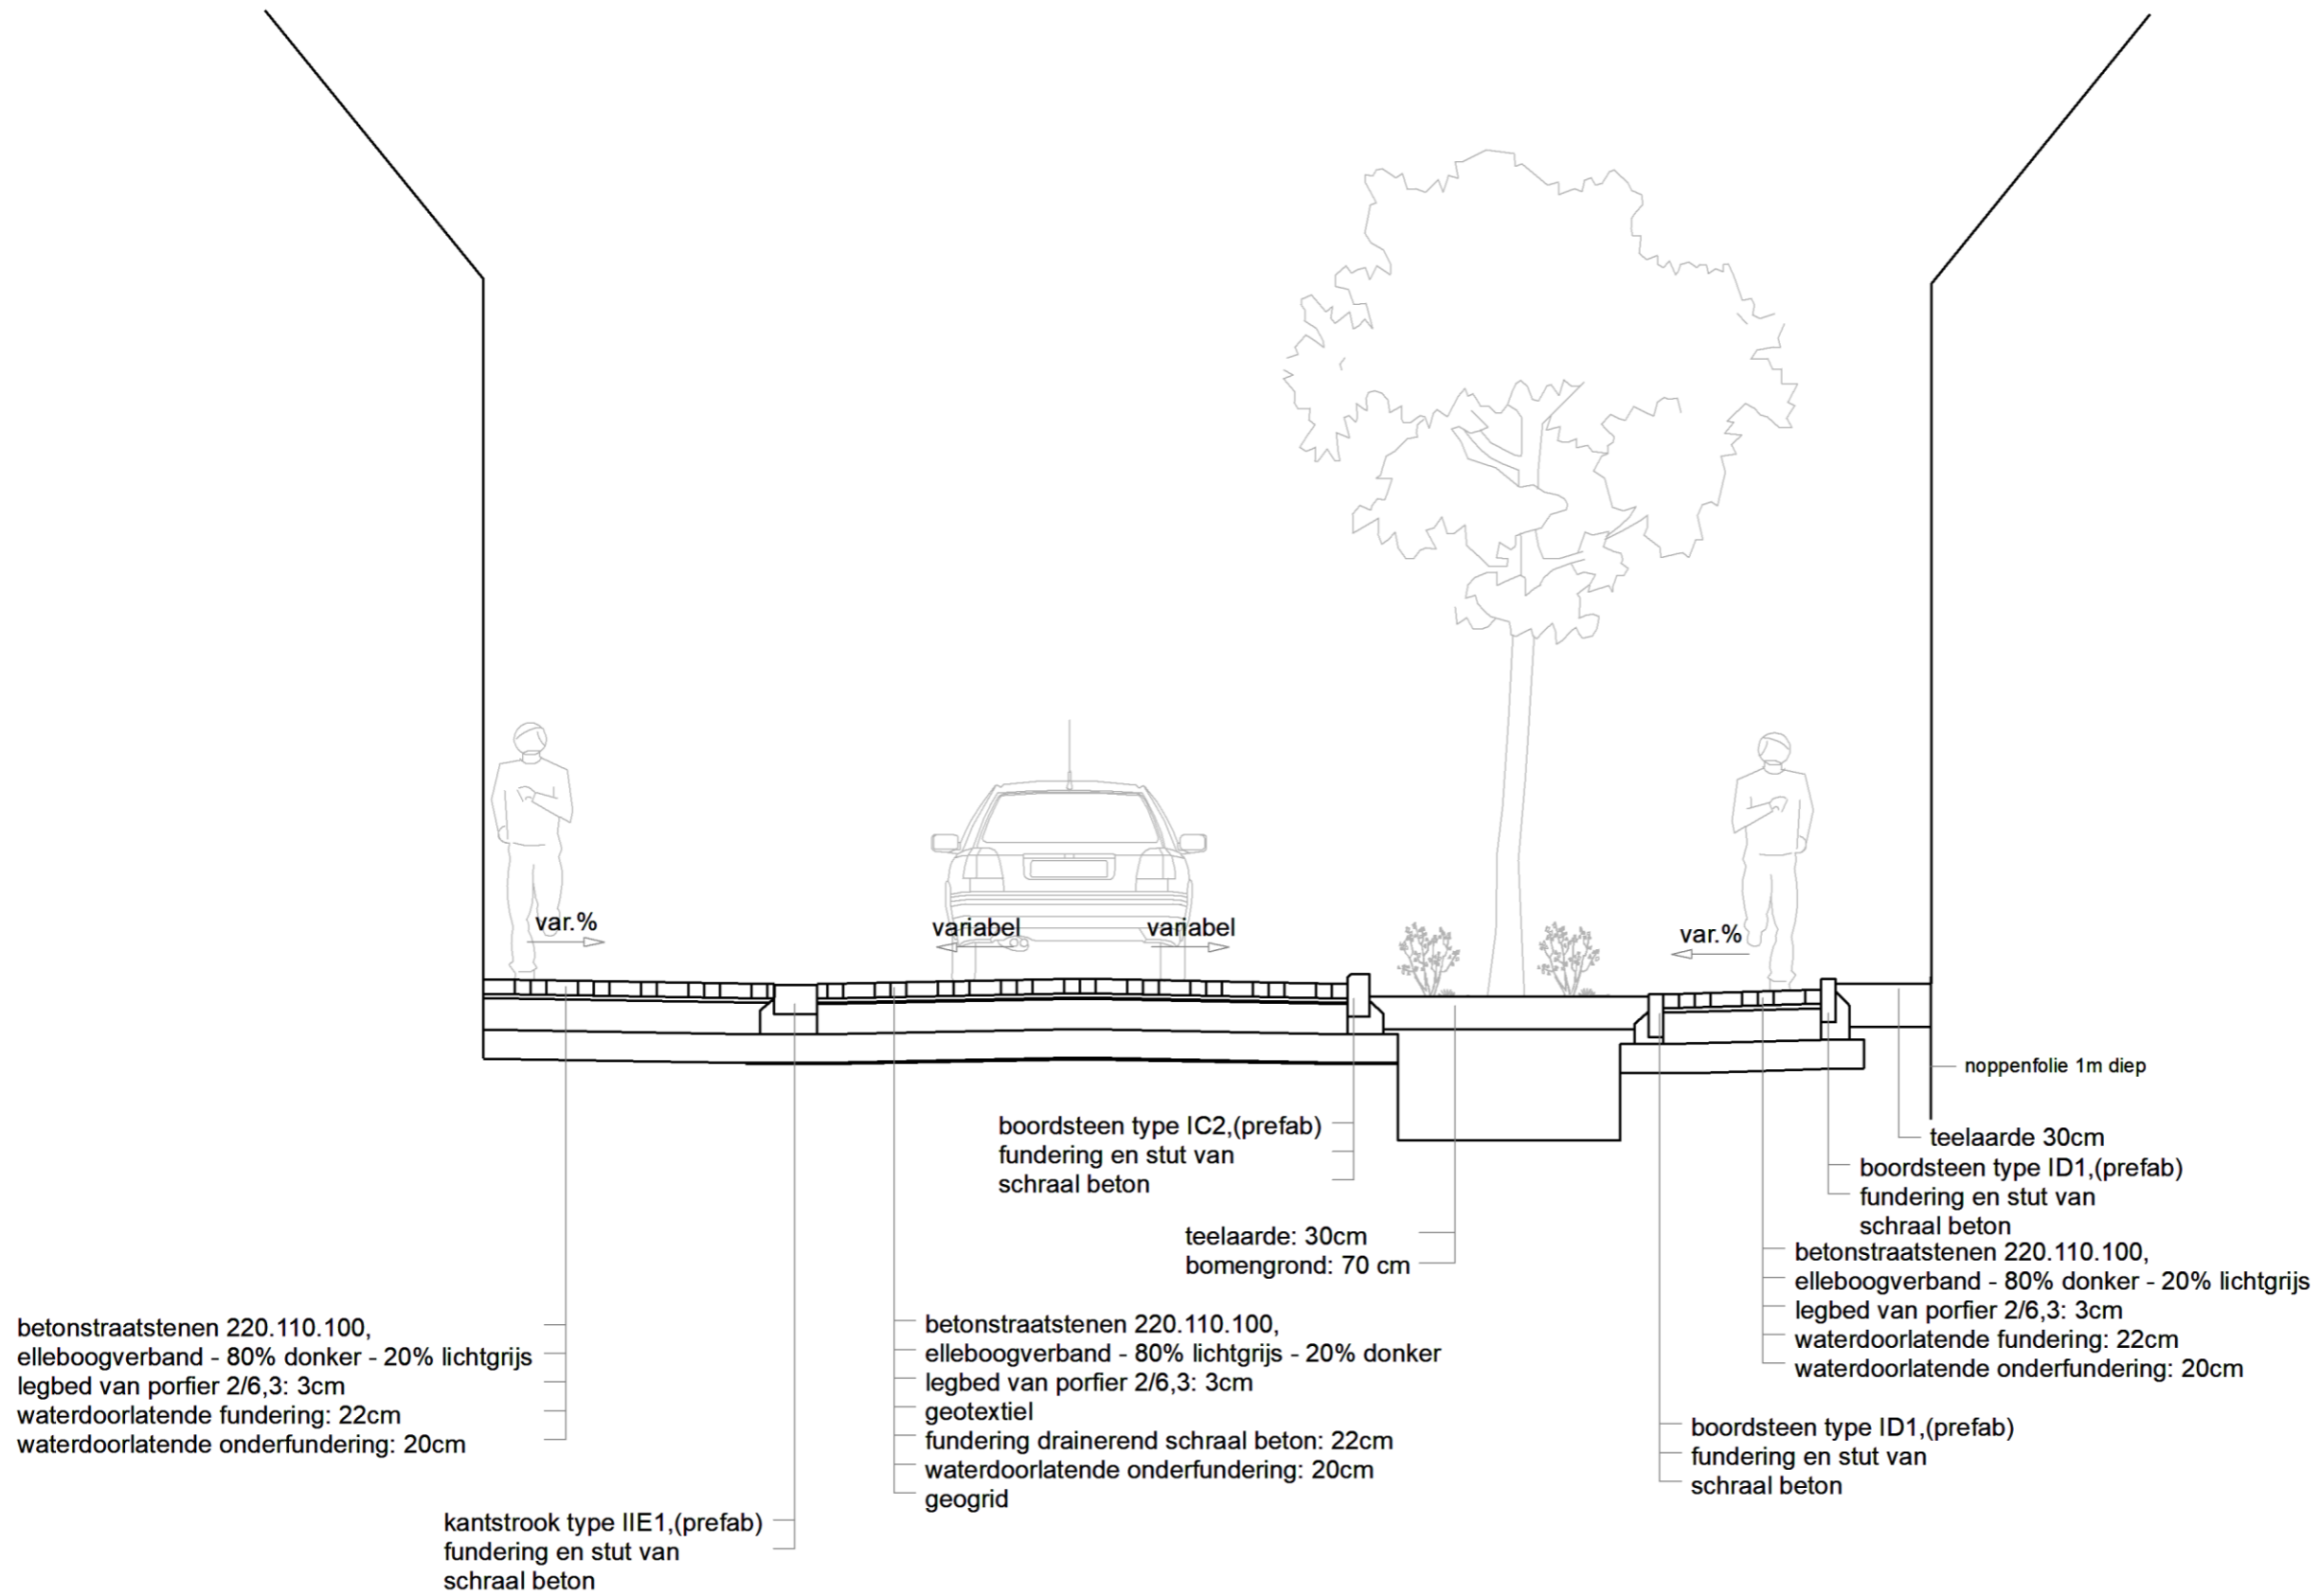 var.%
variabel
variabel
var.%
noppenfolie 1m diep
boordsteen type IC2,(prefab)
fundering en stut van
schraal beton
teelaarde 30cm
boordsteen type ID1,(prefab)
fundering en stut van
schraal beton
teelaarde: 30cm
bomengrond: 70 cm
betonstraatstenen 220.110.100,
elleboogverband - 80% donker - 20% lichtgrijs
legbed van porfier 2/6,3: 3cm
waterdoorlatende fundering: 22cm
waterdoorlatende onderfundering: 20cm
betonstraatstenen 220.110.100,
elleboogverband - 80% donker - 20% lichtgrijs
legbed van porfier 2/6,3: 3cm
waterdoorlatende fundering: 22cm
waterdoorlatende onderfundering: 20cm
betonstraatstenen 220.110.100,
elleboogverband - 80% lichtgrijs - 20% donker
legbed van porfier 2/6,3: 3cm
geotextiel
fundering drainerend schraal beton: 22cm
waterdoorlatende onderfundering: 20cm
geogrid
boordsteen type ID1,(prefab)
fundering en stut van
schraal beton
kantstrook type IIE1,(prefab)
fundering en stut van
schraal beton